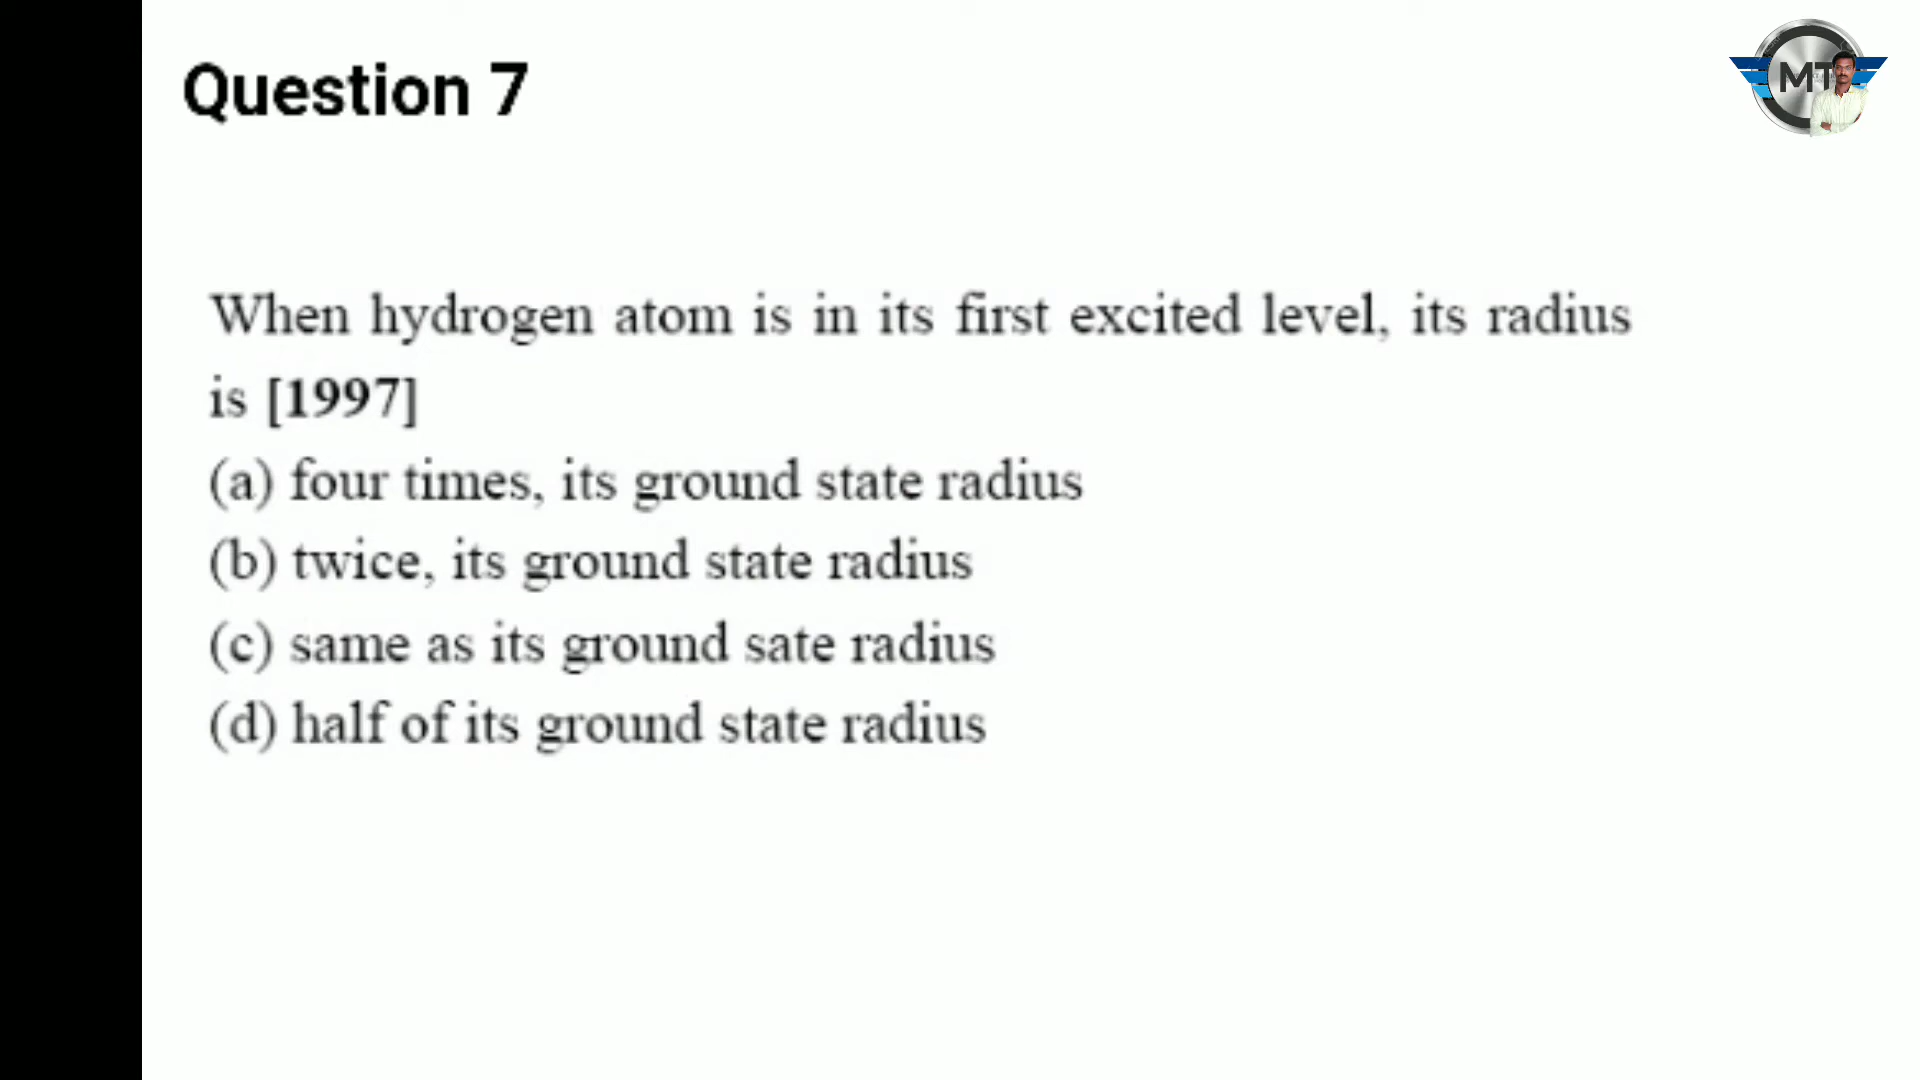 Question 7
MT
When hydrogen atom is in its first excited level, its radius
is [1997]
(a) four times, its ground state radius
(b) twice, its ground state radius
(c) same as its ground sate radius
(d) half of its ground state radius